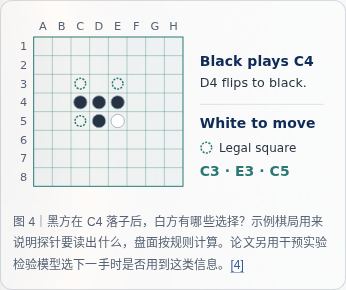 A B C D E F G H
1
2
3
4
5
6
7
8
Black plays C4
D4 flips to black.
White to move
Legal square
C3 · E3 · C5
图 4｜黑方在 C4 落子后，白方有哪些选择？示例棋局用来
说明探针要读出什么，盘面按规则计算。论文另用干预实验
检验模型选下一手时是否用到这类信息。[4]